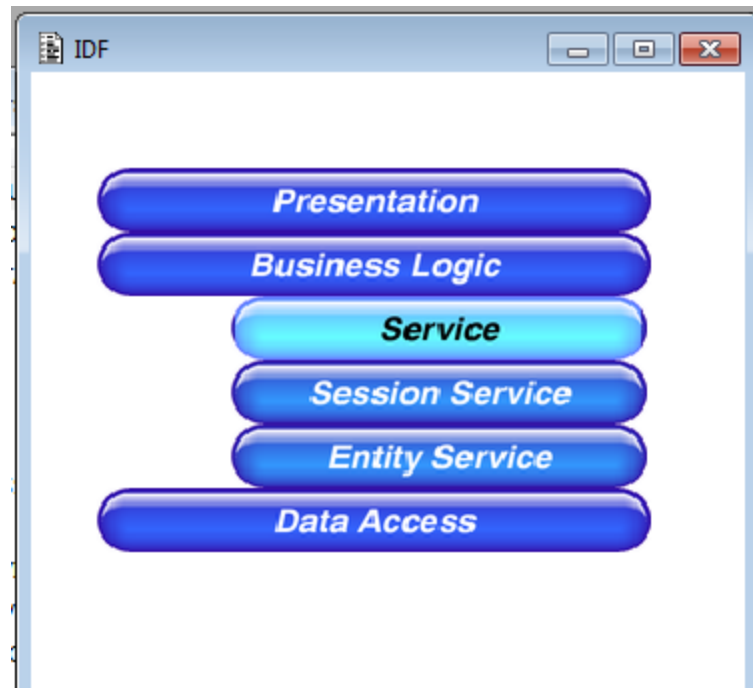 IDF
Presentation
Business Logic
Service
Session Service
Entity Service
Data Access